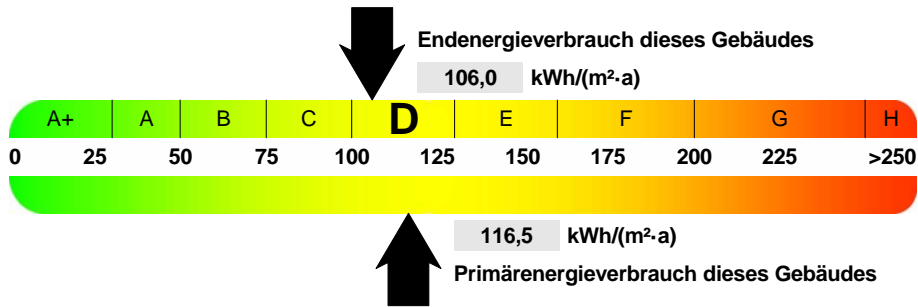 Endenergieverbrauch dieses Gebäudes
106,0 kWh/(m²·a)
A+ A B C D E F G H
0 25 50 75 100 125 150 175 200 225 >250
116,5 kWh/(m²·a)
Primärenergieverbrauch dieses Gebäudes